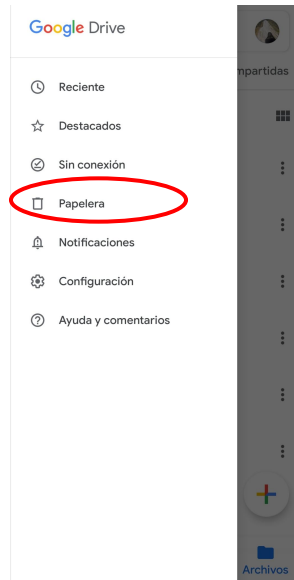 Google Drive
mpartidas
Reciente
Destacados
Sin conexión
Papelera
Notificaciones
Configuración
Ayuda y comentarios
Archivos